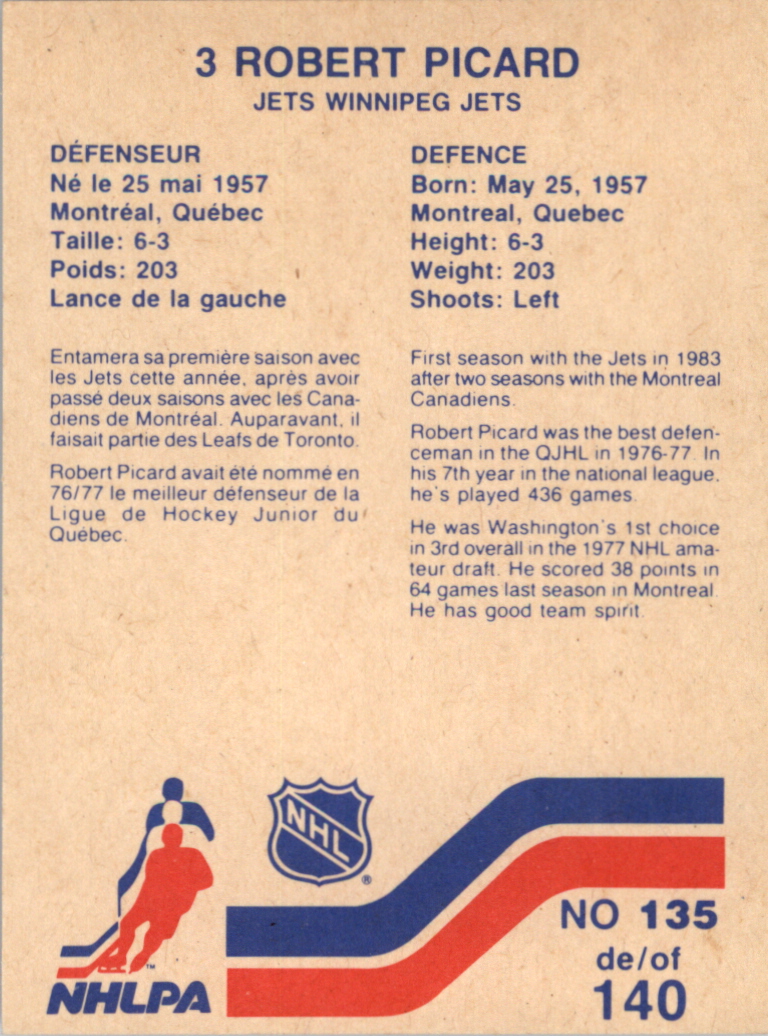 3 ROBERT PICARD
JETS WINNIPEG JETS
DÉFENSEUR
Né le 25 mai 1957
Montréal, Québec
Taille: 6-3
Poids: 203
Lance de la gauche
Entamera sa première saison avec
les Jets cette année, après avoir
passé deux saisons avec les Cana-
diens de Montréal. Auparavant, il
faisait partie des Leafs de Toronto.
Robert Picard avait été nommé en
76/77 le meilleur défenseur de la
Ligue de Hockey Junior du
Québec.
DEFENCE
Born: May 25, 1957
Montreal, Quebec
Height: 6-3
Weight: 203
Shoots: Left
First season with the Jets in 1983
after two seasons with the Montreal
Canadiens.
Robert Picard was the best defen-
ceman in the QJHL in 1976-77. In
his 7th year in the national league,
he's played 436 games.
He was Washington's 1st choice
in 3rd overall in the 1977 NHL ama-
teur draft. He scored 38 points in
64 games last season in Montreal.
He has good team spirit.
NHL
®
™
NHLPA
NO 135
de/of
140